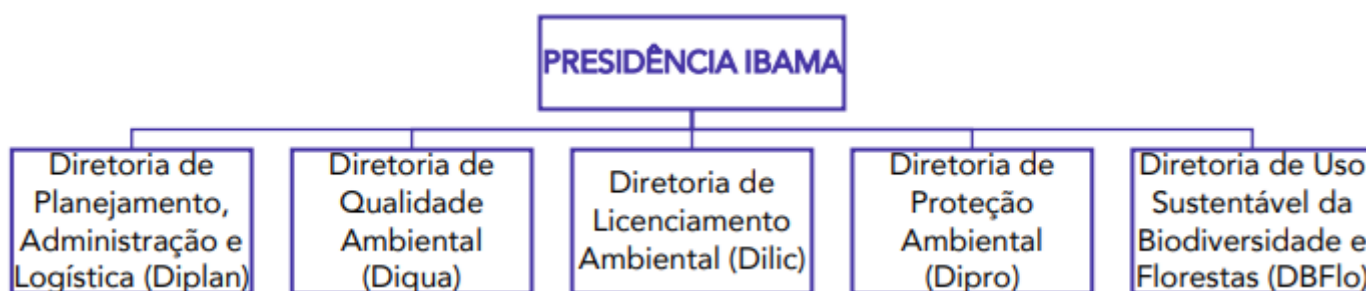 PRESIDÊNCIA IBAMA
Diretoria de
Planejamento,
Administração e
Logística (Diplan)
Diretoria de
Qualidade
Ambiental
(Diqua)
Diretoria de
Licenciamento
Ambiental (Dilic)
Diretoria de
Proteção
Ambiental
(Dipro)
Diretoria de Uso
Sustentável da
Biodiversidade e
Florestas (DBFlo)